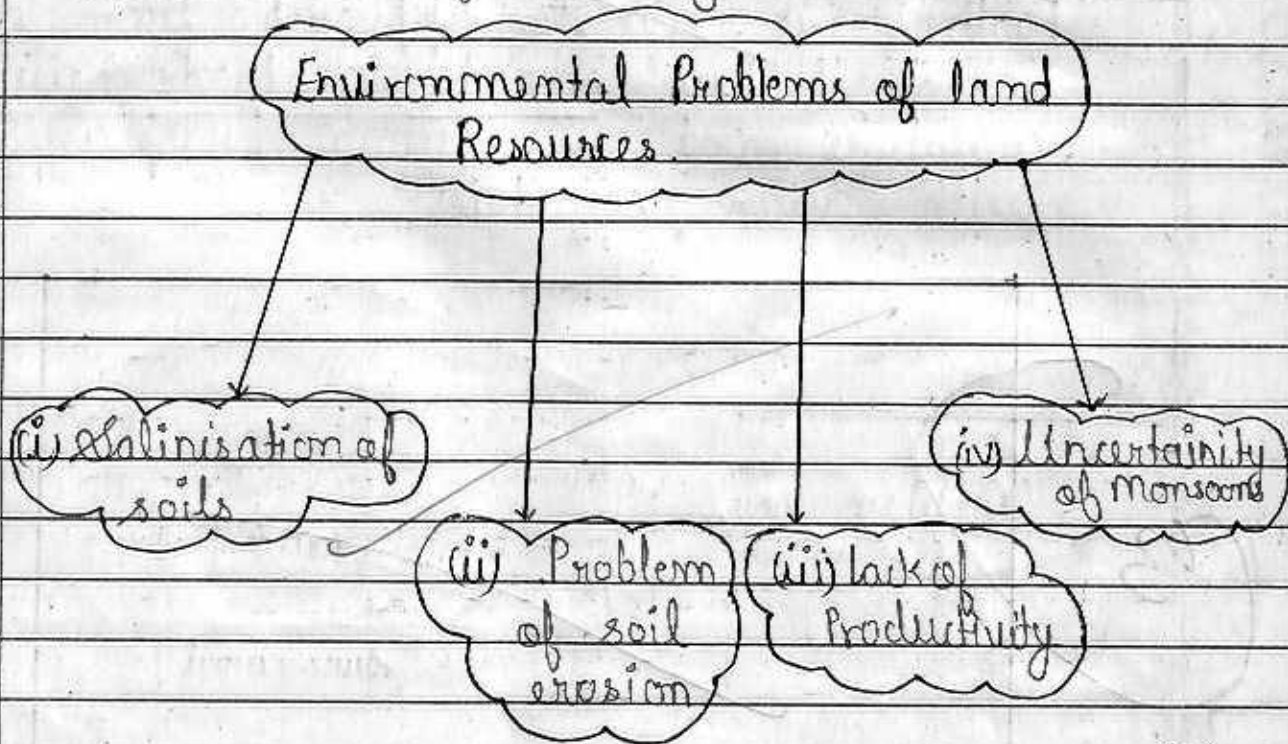 Environmental Problems of land
Resources.
(i) Salinisation of
soils
(ii) Problem
of soil
erosion
(iii) lack of
Productivity
(iv) Uncertainity
of Monsoons